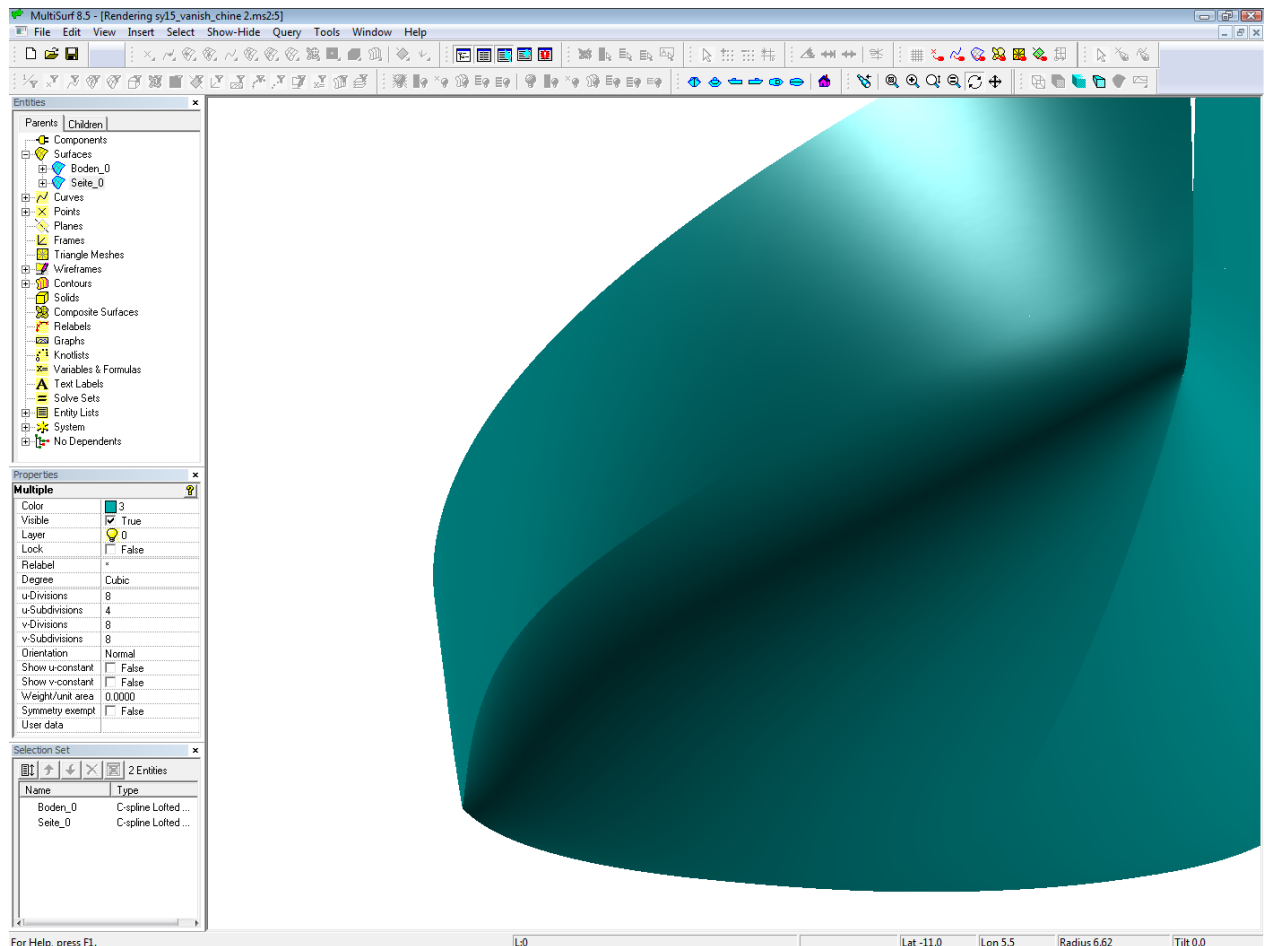 MultiSurf 8.5 - [Rendering sy15_vanish_chine 2.ms2:5]
File Edit View Insert Select Show-Hide Query Tools Window Help
Entities x
Parents Children
Components
Surfaces
Boden_0
Seite_0
Curves
Points
Planes
Frames
Triangle Meshes
Wireframes
Contours
Solids
Composite Surfaces
Relabels
Graphs
Knotlists
Variables & Formulas
A Text Labels
Solve Sets
Entity Lists
System
No Dependents
Properties x
Multiple ?
Color 3
Visible True
Layer 0
Lock False
Relabel *
Degree Cubic
u-Divisions 8
u-Subdivisions 4
v-Divisions 8
v-Subdivisions 8
Orientation Normal
Show u-constant False
Show v-constant False
Weight/unit area 0.0000
Symmetry exempt False
User data
Selection Set x
2 Entities
Name Type
Boden_0 C-spline Lofted ...
Seite_0 C-spline Lofted ...
For Help, press F1. L:0 Lat -11.0 Lon 5.5 Radius 6.62 Tilt 0.0